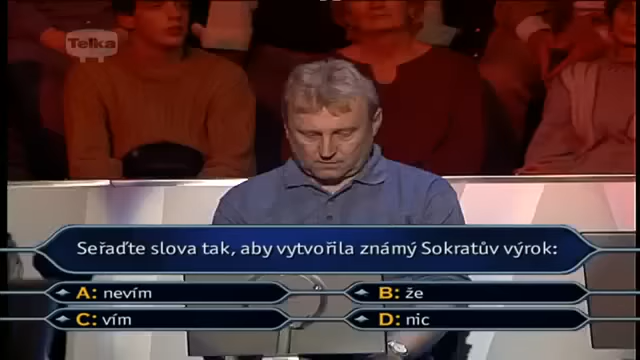 Telka
Seřaďte slova tak, aby vytvořila známý Sokratův výrok:
A: nevím
B: že
C: vím
D: nic